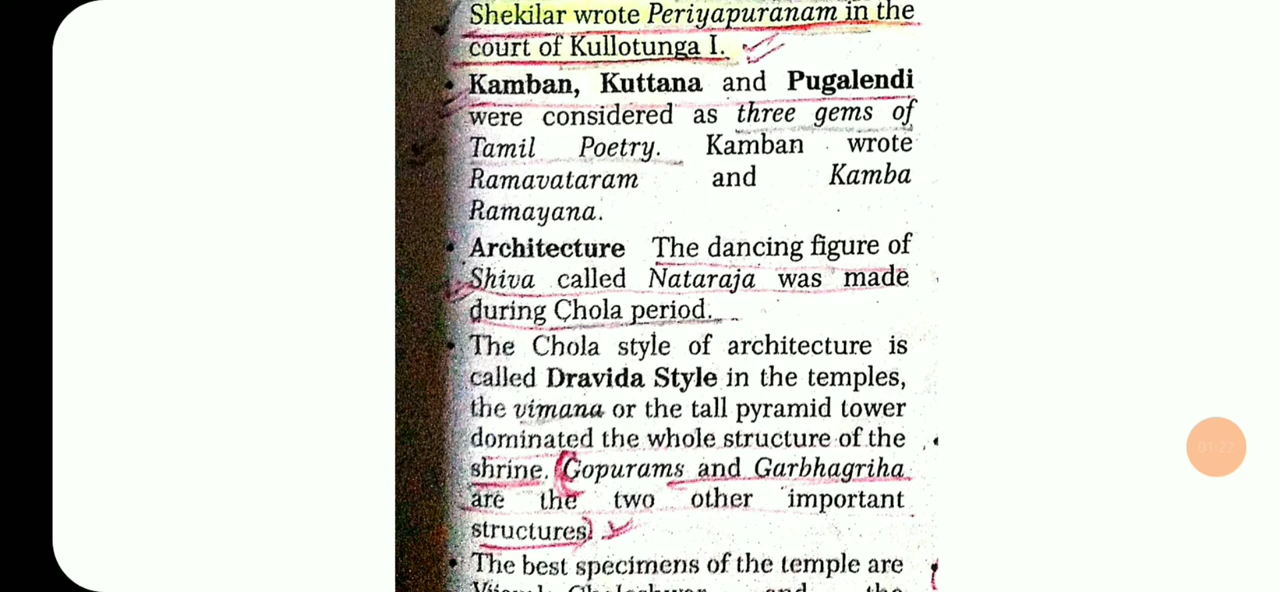 Shekilar wrote Periyapuranam in the
court of Kullotunga I.
• Kamban, Kuttana and Pugalendi
were considered as three gems of
Tamil Poetry. Kamban wrote
Ramavataram and Kamba
Ramayana.
• Architecture The dancing figure of
Shiva called Nataraja was made
during Chola period.
• The Chola style of architecture is
called Dravida Style in the temples,
the vimana or the tall pyramid tower
dominated the whole structure of the
shrine. Gopurams and Garbhagriha
are the two other important
structures.
• The best specimens of the temple are
and the
01:27